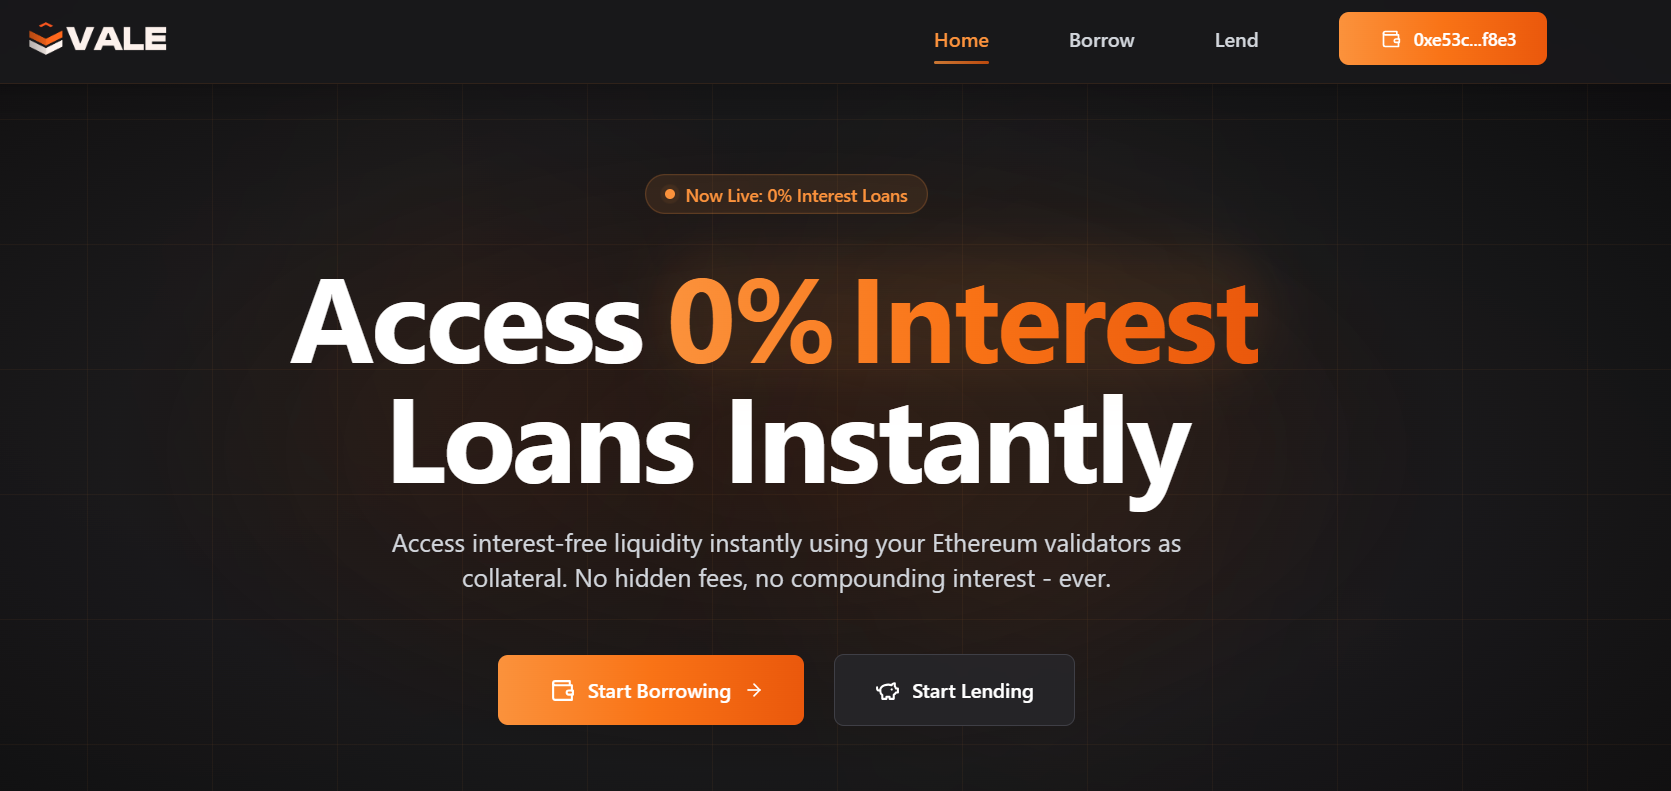 VALE
Home
Borrow
Lend
0xe53c...f8e3
Now Live: 0% Interest Loans
Access 0% Interest
Loans Instantly
Access interest-free liquidity instantly using your Ethereum validators as
collateral. No hidden fees, no compounding interest - ever.
Start Borrowing →
Start Lending